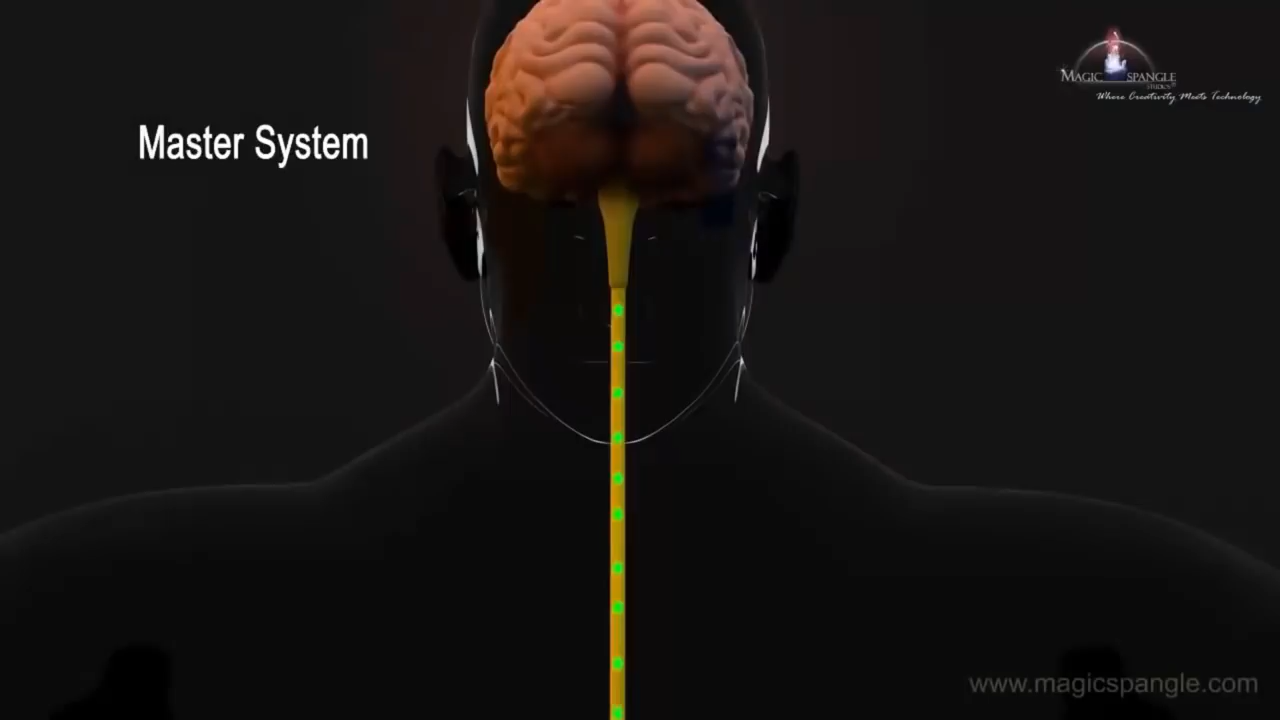 Master System
MAGIC SPANGLE
STUDIOS
Where Creativity Meets Technology
www.magicspangle.com